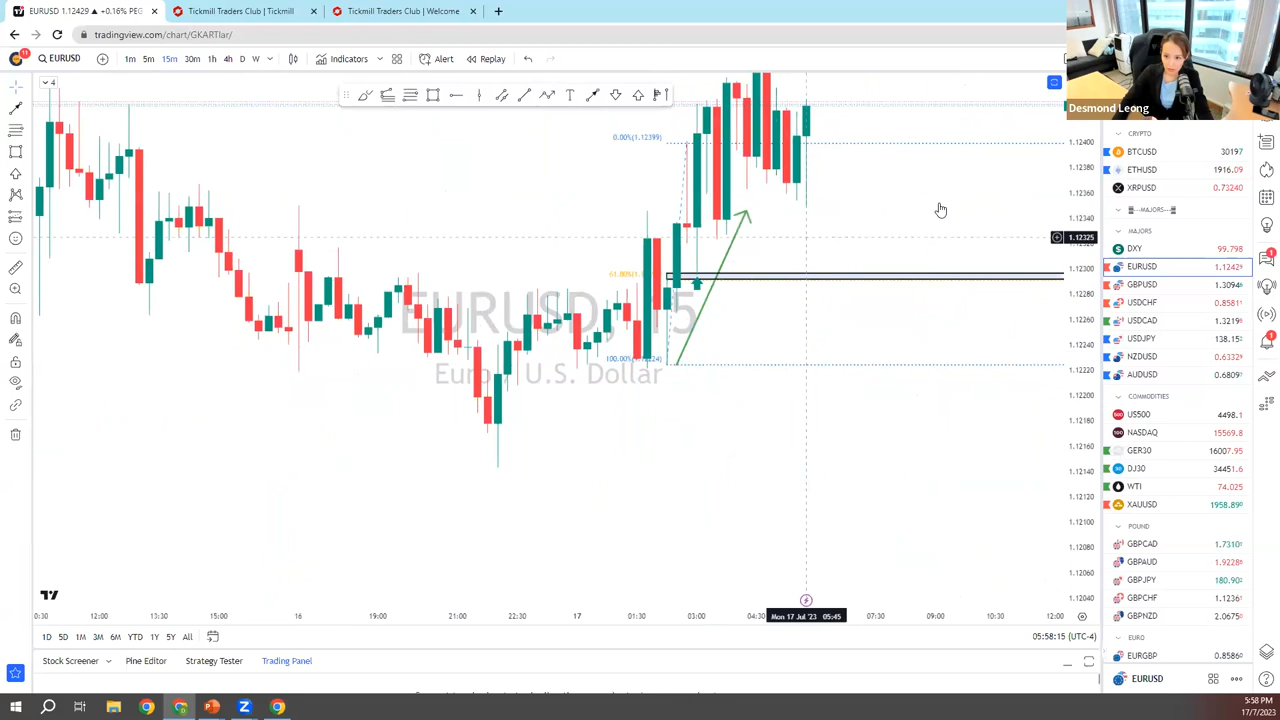 EURUSD 1.12429 ▲ +0.16% PEG
Tickmill Traders Club | Tickmill
Tickmill Traders Club | Welcome
tradingview.com/chart/GKARTIar/
EURUSD
1m 5m 15m 30m 1h 4h D W
Indicators
Alert
Replay
Desmond Leong
4
0.00%(1.12399)
61.80%(1.1
100.00%(1.12224)
EURUSD, 15
Euro / U.S. Dollar
1.12400
1.12380
1.12360
1.12340
1.12325
1.12300
1.12280
1.12260
1.12240
1.12220
1.12200
1.12180
1.12160
1.12140
1.12120
1.12100
1.12080
1.12060
1.12040
CRYPTO
BTCUSD 30197
ETHUSD 1916.09
XRPUSD 0.73240
MAJORS
MAJORS
DXY 99.798
EURUSD 1.12429
GBPUSD 1.3094
USDCHF 0.8581
USDCAD 1.3219
USDJPY 138.15
NZDUSD 0.6332
AUDUSD 0.6809
COMMODITIES
US500 4498.1
NASDAQ 15569.8
GER30 16007.95
DJ30 34451.6
WTI 74.025
XAUUSD 1958.89
POUND
GBPCAD 1.7310
GBPAUD 1.9228
GBPJPY 180.90
GBPCHF 1.1236
GBPNZD 2.0675
EURO
EURGBP 0.8586
EURUSD
0:30 12:00 13:30 15:00 16 19:00 21:00 22:30 17 01:30 03:00 04:30 Mon 17 Jul '23 05:45 07:30 09:00 10:30 12:00
1D 5D 1M 3M 6M YTD 1Y 5Y All
05:58:15 (UTC-4)
Stock Screener Pine Editor Strategy Tester Trading Panel
5:58 PM
17/7/2023